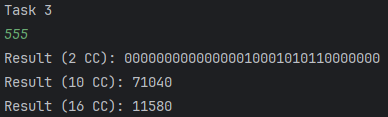 Task 3
555
Result (2 CC): 00000000000000010001010110000000
Result (10 CC): 71040
Result (16 CC): 11580